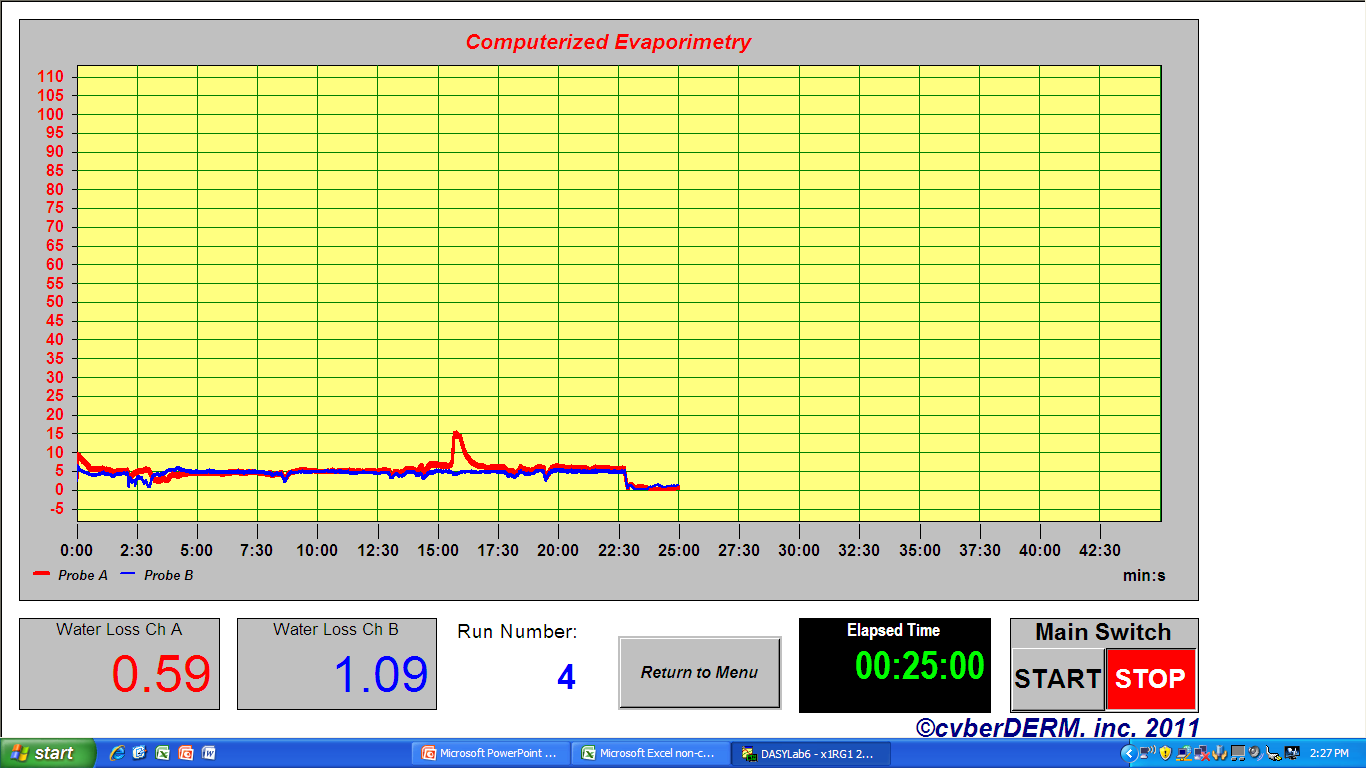 Computerized Evaporimetry
110
105
100
95
90
85
80
75
70
65
60
55
50
45
40
35
30
25
20
15
10
5
0
-5
0:00 2:30 5:00 7:30 10:00 12:30 15:00 17:30 20:00 22:30 25:00 27:30 30:00 32:30 35:00 37:30 40:00 42:30
Probe A Probe B min:s
Water Loss Ch A
0.59
Water Loss Ch B
1.09
Run Number:
4
Return to Menu
Elapsed Time
00:25:00
Main Switch
START STOP
©cyberDERM, inc. 2011
start Microsoft PowerPoint ... Microsoft Excel non-c... DASYLab6 - x1RG1 2... 2:27 PM